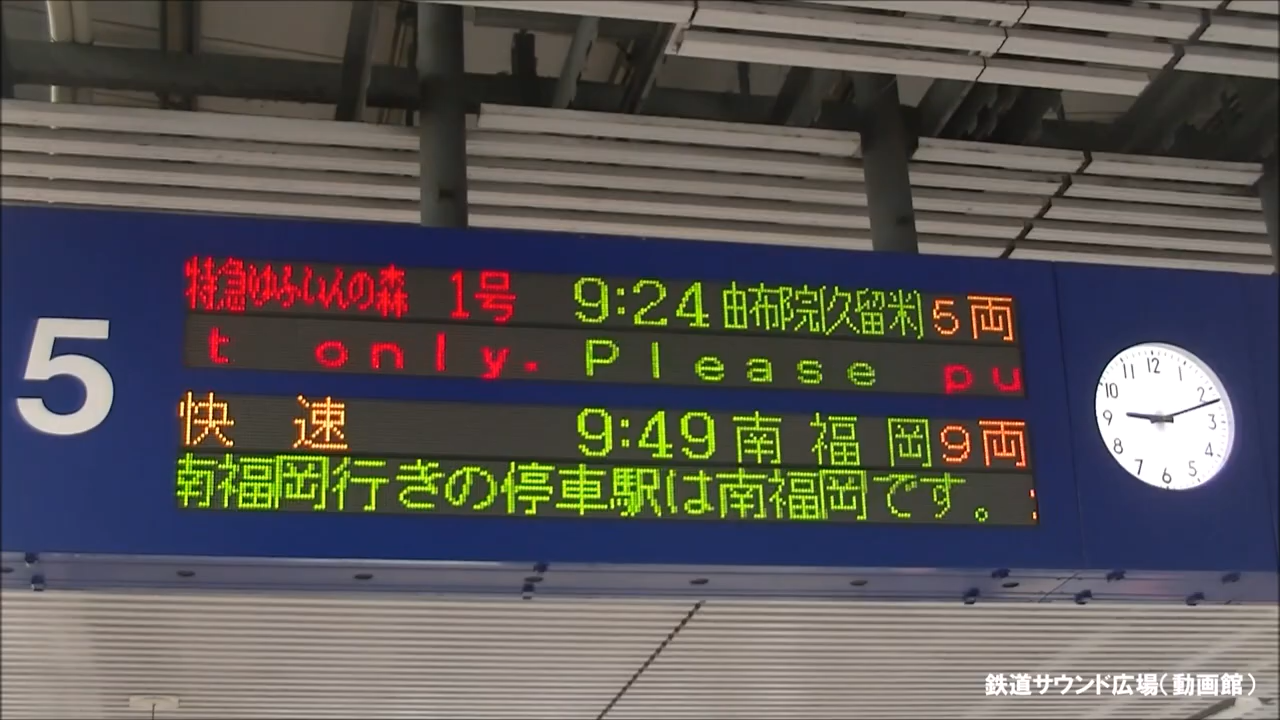 5
特急ゆふいんの森 1号 9:24 由布院(久留米) 5両
t only. Please pu
快速 9:49 南福岡 9両
南福岡行きの停車駅は南福岡です。
12 1 2 3 4 5 6 7 8 9 10 11
鉄道サウンド広場(動画館)